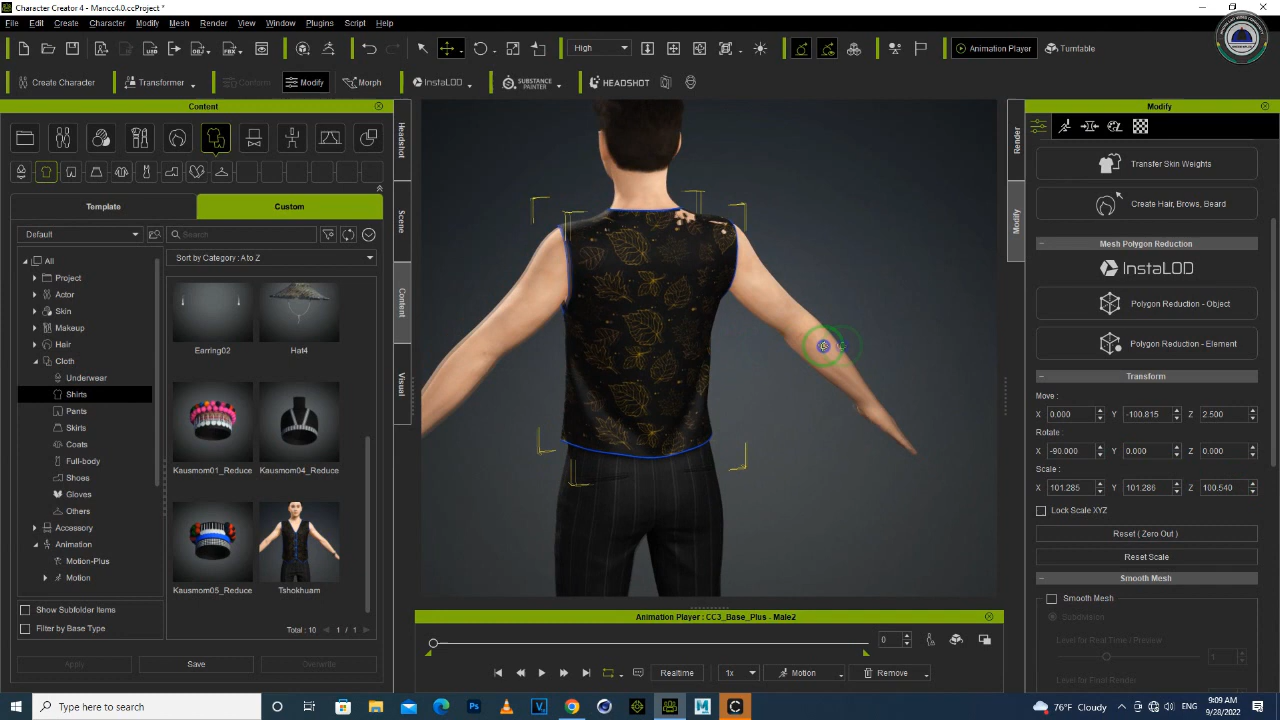 Character Creator 4 - Mancc4.0.ccProject *
File Edit Create Character Modify Mesh Render View Window Plugins Script Help
High Animation Player Turntable
Create Character Transformer Conform Modify Morph InstaLOD SUBSTANCE PAINTER HEADSHOT
Content
Template Custom
Default Search
Sort by Category : A to Z
All
Project
Actor
Skin
Makeup
Hair
Cloth
Underwear
Shirts
Pants
Skirts
Coats
Full-body
Shoes
Gloves
Others
Accessory
Animation
Motion-Plus
Motion
Earring02 Hat4
Kausmom01_Reduce Kausmom04_Reduce
Kausmom05_Reduce Tshokhuam
Show Subfolder Items
Filter by Base Type
Total : 10 1 / 1
Apply Save Overwrite
Headshot
Scene
Content
Visual
Render
Modify
Animation Player : CC3_Base_Plus - Male2
0
Realtime 1x Motion Remove
Modify
Transfer Skin Weights
Create Hair, Brows, Beard
Mesh Polygon Reduction
InstaLOD
Polygon Reduction - Object
Polygon Reduction - Element
Transform
Move :
X 0.000 Y -100.815 Z 2.500
Rotate :
X -90.000 Y 0.000 Z 0.000
Scale :
X 101.285 Y 101.286 Z 100.540
Lock Scale XYZ
Reset ( Zero Out )
Reset Scale
Smooth Mesh
Smooth Mesh
Subdivision
Level for Real Time / Preview
1
Level for Final Render
Type here to search
76°F Cloudy ENG 9:09 AM
9/28/2022